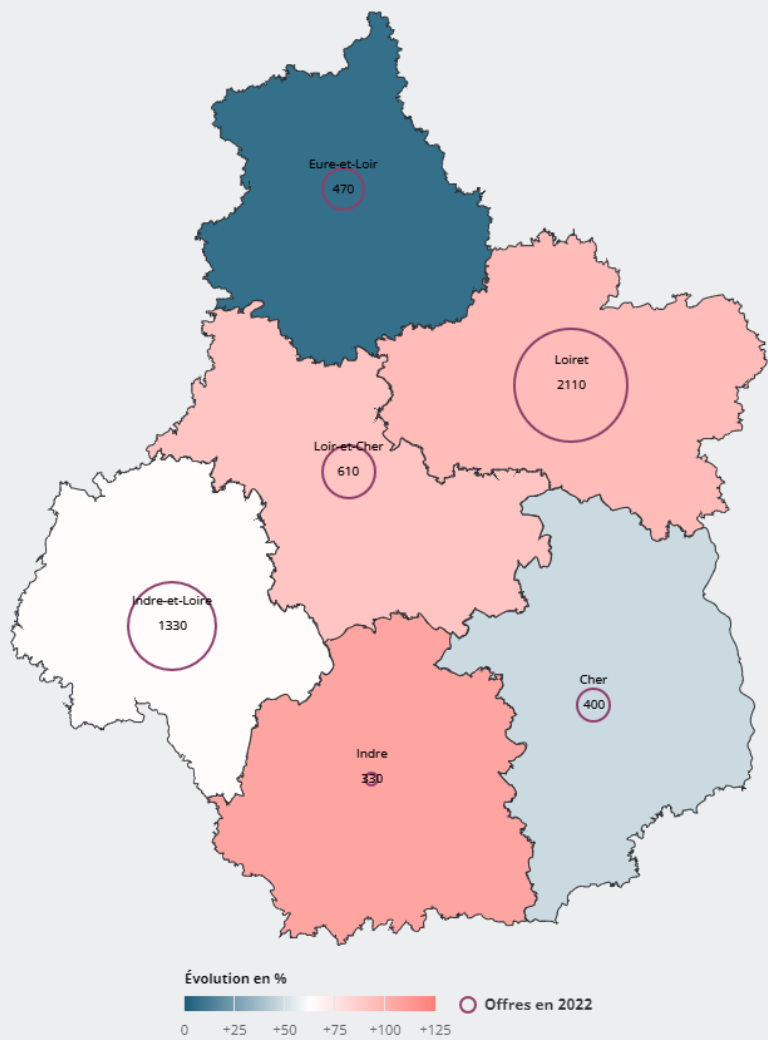 Eure-et-Loir
470
Loiret
2110
Loir-et-Cher
610
Indre-et-Loire
1330
Cher
400
Indre
330
Évolution en %
Offres en 2022
0 +25 +50 +75 +100 +125